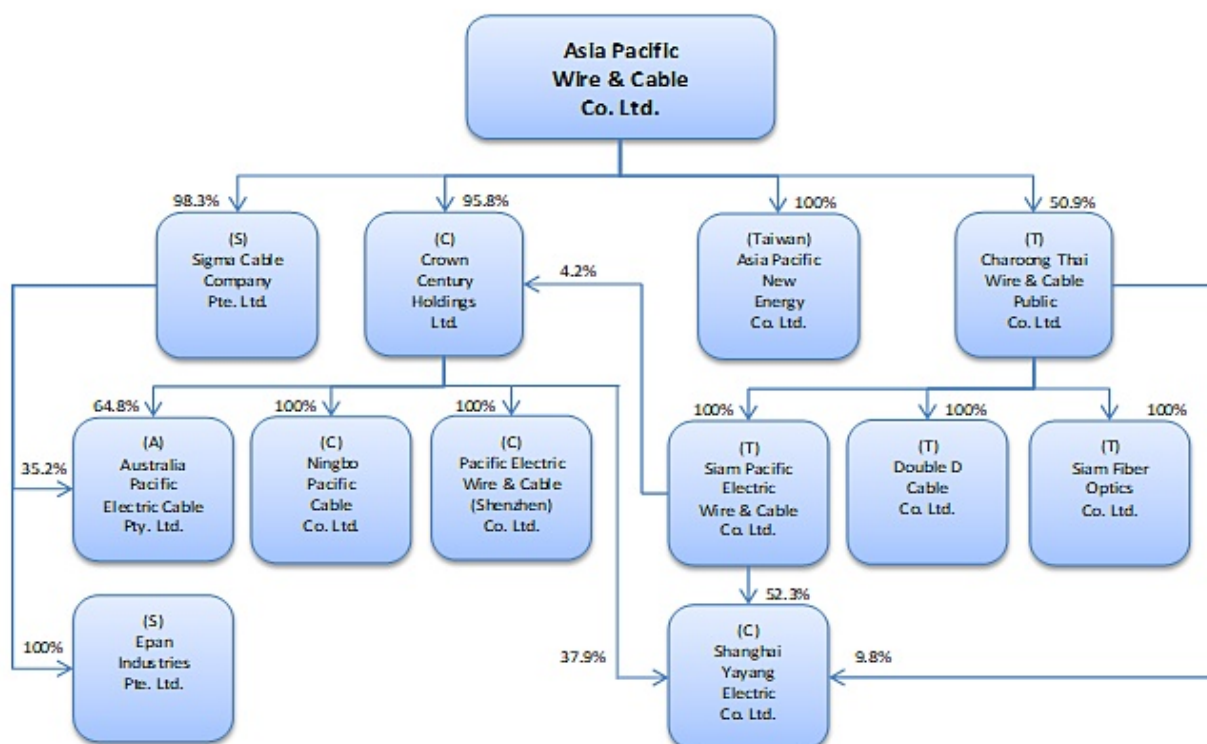 Asia Pacific
Wire & Cable
Co. Ltd.
98.3%
95.8%
100%
50.9%
(S)
Sigma Cable
Company
Pte. Ltd.
(C)
Crown
Century
Holdings
Ltd.
4.2%
(Taiwan)
Asia Pacific
New
Energy
Co. Ltd.
(T)
Charoong Thai
Wire & Cable
Public
Co. Ltd.
64.8%
100%
100%
100%
100%
100%
35.2%
(A)
Australia
Pacific
Electric Cable
Pty. Ltd.
(C)
Ningbo
Pacific
Cable
Co. Ltd.
(C)
Pacific Electric
Wire & Cable
(Shenzhen)
Co. Ltd.
(T)
Siam Pacific
Electric
Wire & Cable
Co. Ltd.
(T)
Double D
Cable
Co. Ltd.
(T)
Siam Fiber
Optics
Co. Ltd.
52.3%
100%
(S)
Epan
Industries
Pte. Ltd.
37.9%
(C)
Shanghai
Yayang
Electric
Co. Ltd.
9.8%